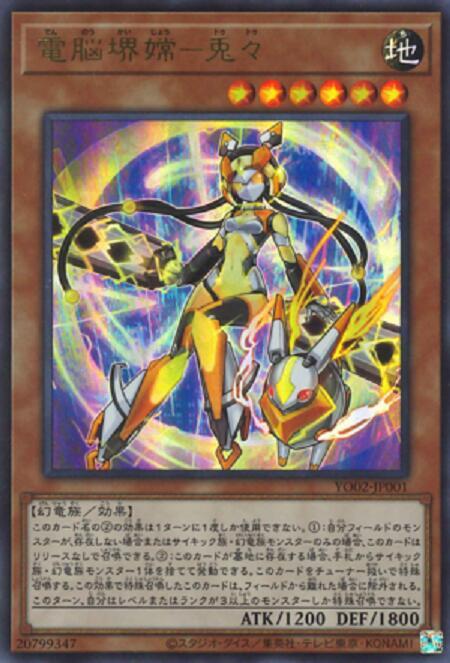 電脳堺嫦－兎々
地
YO02-JP001
【幻竜族／効果】
このカード名の②の効果は1ターンに1度しか使用できない。①：自分フィールドのモン
スターが、存在しない場合またはサイキック族・幻竜族モンスターのみの場合、このカードは
リリースなしで召喚できる。②：このカードが墓地に存在する場合、手札からサイキック
族・幻竜族モンスター1体を捨てて発動できる。このカードをチューナー扱いで特殊
召喚する。この効果で特殊召喚したこのカードは、フィールドから離れた場合に除外される。
このターン、自分はレベルまたはランクが３以上のモンスターしか特殊召喚できない。
ATK/1200 DEF/1800
20799347
©スタジオ・ダイス／集英社・テレビ東京・KONAMI